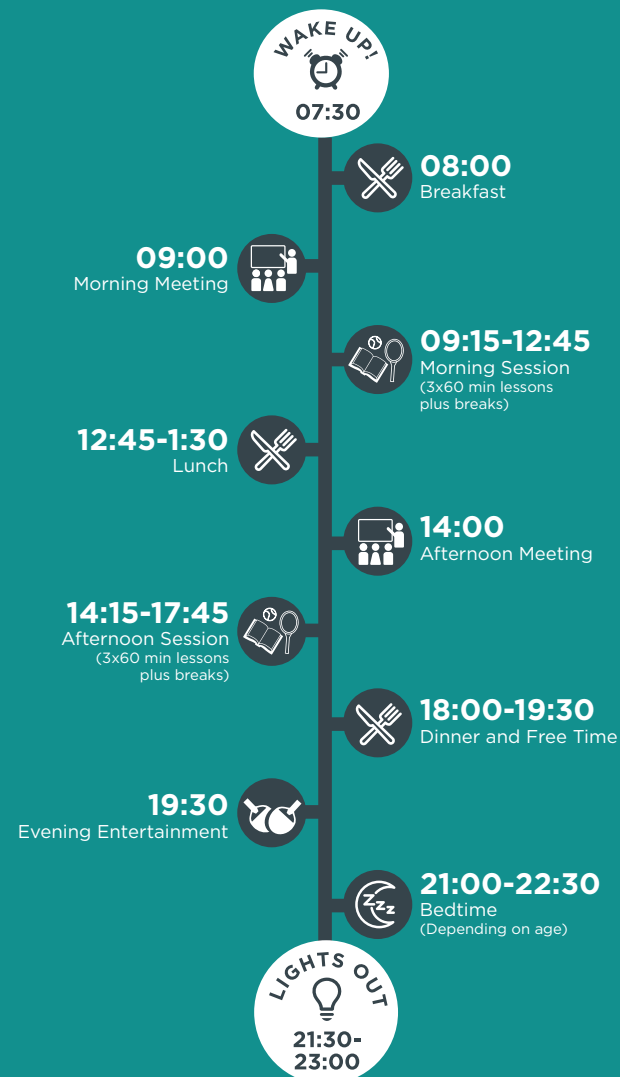 WAKE UP!
07:30
08:00
Breakfast
09:00
Morning Meeting
09:15-12:45
Morning Session
(3x60 min lessons
plus breaks)
12:45-1:30
Lunch
14:00
Afternoon Meeting
14:15-17:45
Afternoon Session
(3x60 min lessons
plus breaks)
18:00-19:30
Dinner and Free Time
19:30
Evening Entertainment
21:00-22:30
Bedtime
(Depending on age)
zzz
LIGHTS OUT
21:30-
23:00